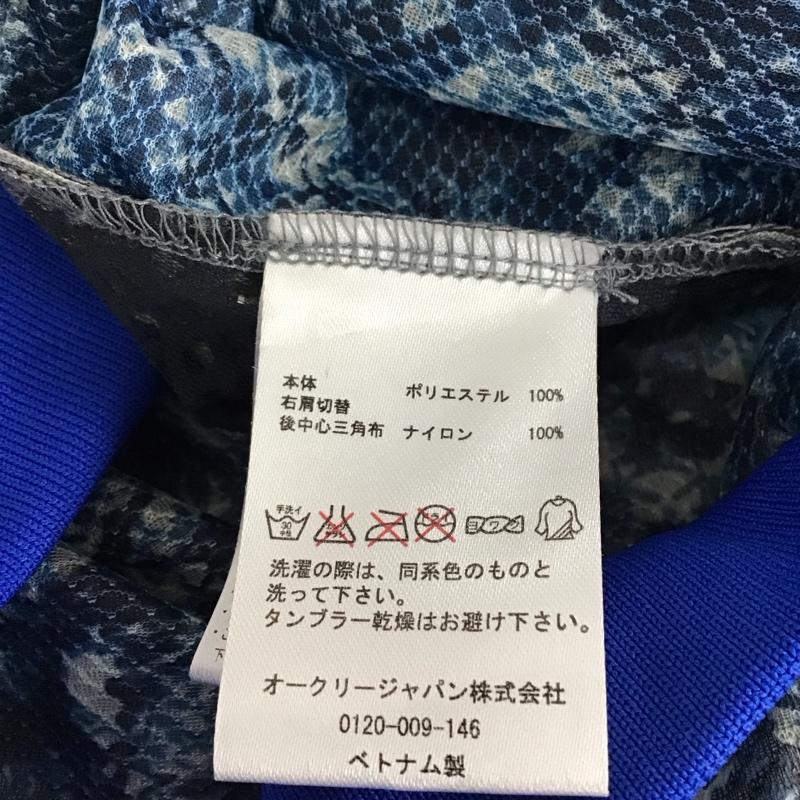 本体 ポリエステル 100%
右肩切替
後中心三角布 ナイロン 100%
手洗イ
30
中性
ヨワク
洗濯の際は、同系色のものと
洗って下さい。
タンブラー乾燥はお避け下さい。
オークリージャパン株式会社
0120-009-146
ベトナム製
下